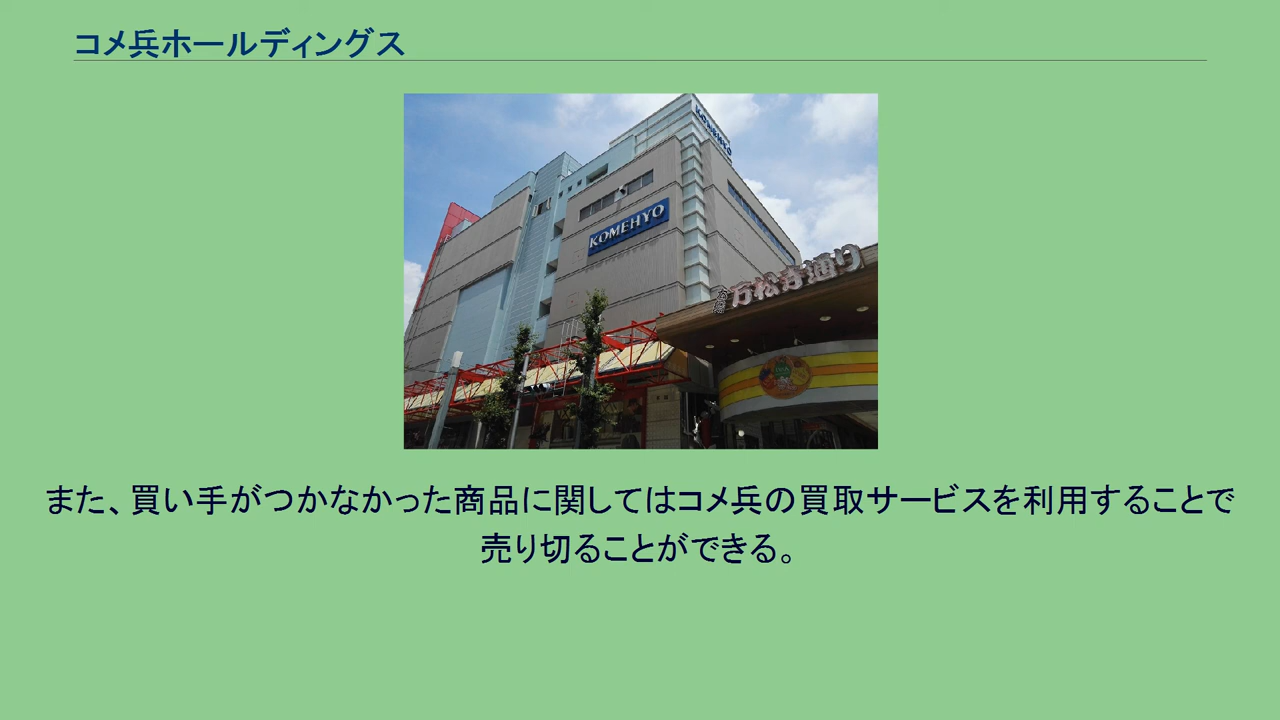 コメ兵ホールディングス
KOMEHYO
KOMEHYO
万松寺通り
また、買い手がつかなかった商品に関してはコメ兵の買取サービスを利用することで
売り切ることができる。